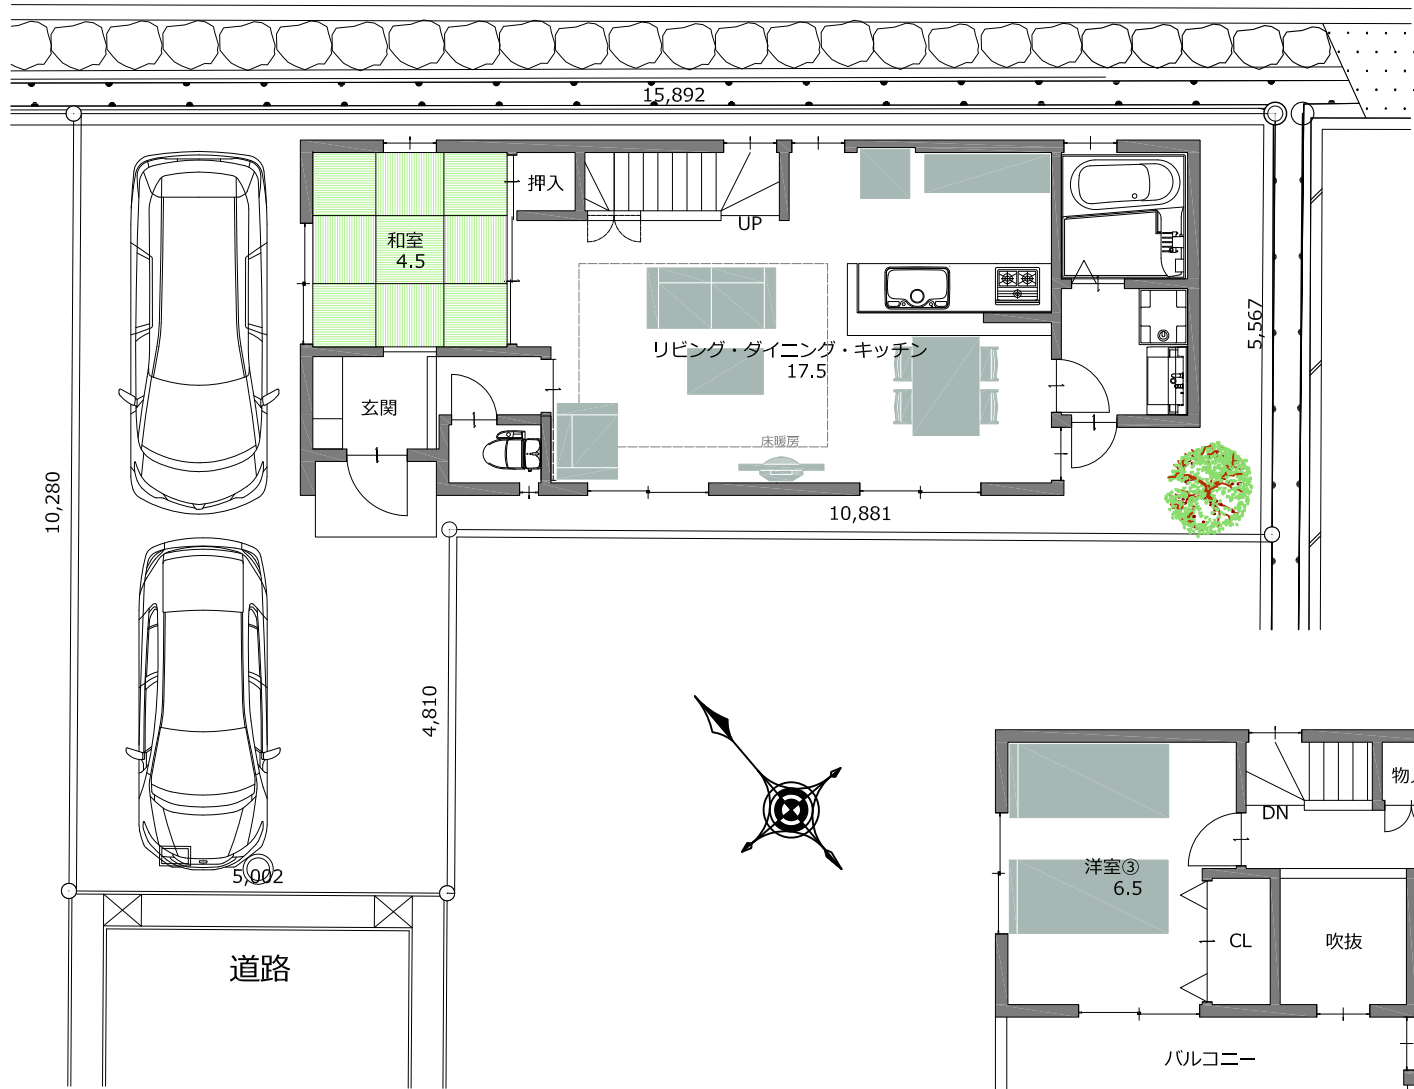 15,892
押入
UP
和室
4.5
5,567
リビング・ダイニング・キッチン
17.5
玄関
床暖房
10,280
10,881
4,810
5,002
道路
物
DN
洋室③
6.5
CL
吹抜
バルコニー